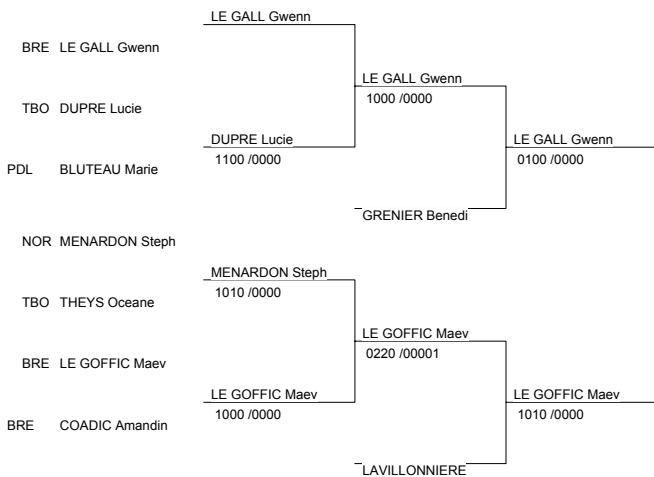 LE GALL Gwenn
BRE LE GALL Gwenn
LE GALL Gwenn
1000 /0000
TBO DUPRE Lucie
DUPRE Lucie
1100 /0000
LE GALL Gwenn
0100 /0000
PDL BLUTEAU Marie
GRENIER Benedi
NOR MENARDON Steph
MENARDON Steph
1010 /0000
TBO THEYS Oceane
LE GOFFIC Maev
0220 /00001
BRE LE GOFFIC Maev
LE GOFFIC Maev
1000 /0000
LE GOFFIC Maev
1010 /0000
BRE COADIC Amandin
LAVILLONNIERE